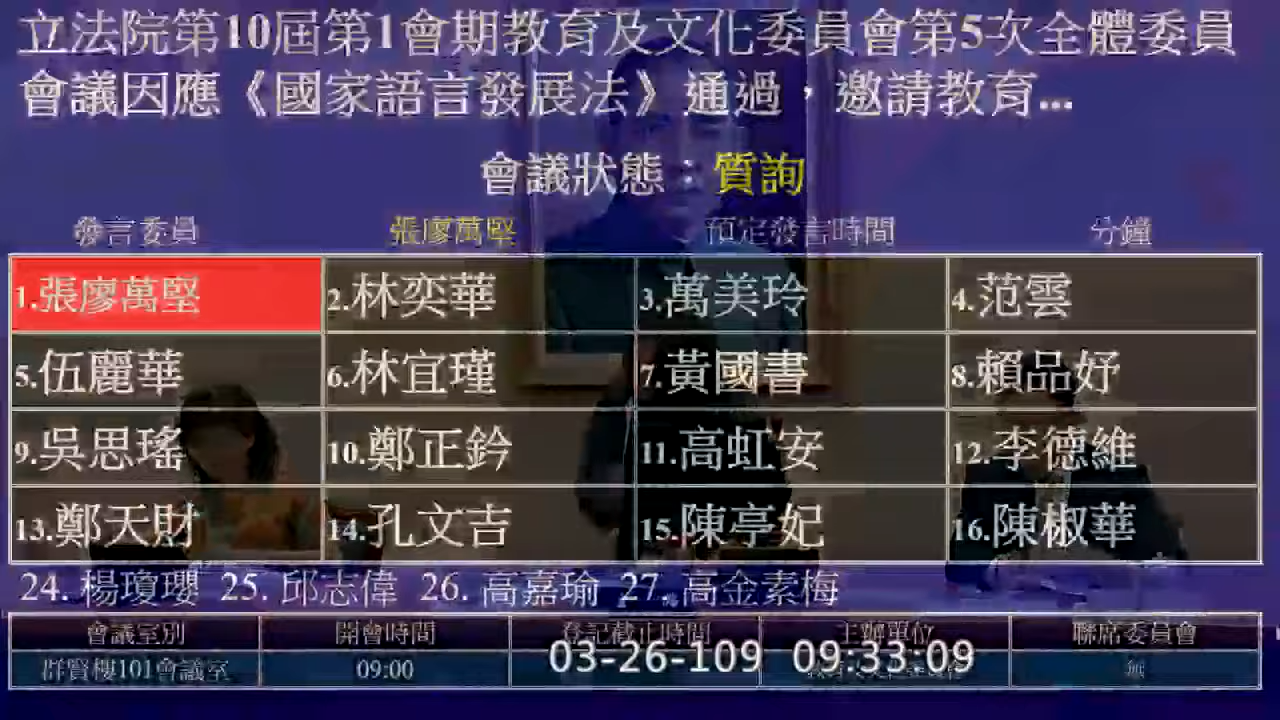 立法院第10屆第1會期教育及文化委員會第5次全體委員
會議因應《國家語言發展法》通過，邀請教育...
會議狀態：質詢
發言委員 張廖萬堅 預定發言時間 分鐘
1.張廖萬堅 2.林奕華 3.萬美玲 4.范雲
5.伍麗華 6.林宜瑾 7.黃國書 8.賴品妤
9.吳思瑤 10.鄭正鈐 11.高虹安 12.李德維
13.鄭天財 14.孔文吉 15.陳亭妃 16.陳椒華
24. 楊瓊瓔 25. 邱志偉 26. 高嘉瑜 27. 高金素梅
會議室別 開會時間 登記截止時間 主辦單位 聯席委員會
群賢樓101會議室 09:00 無
03-26-109 09:33:09